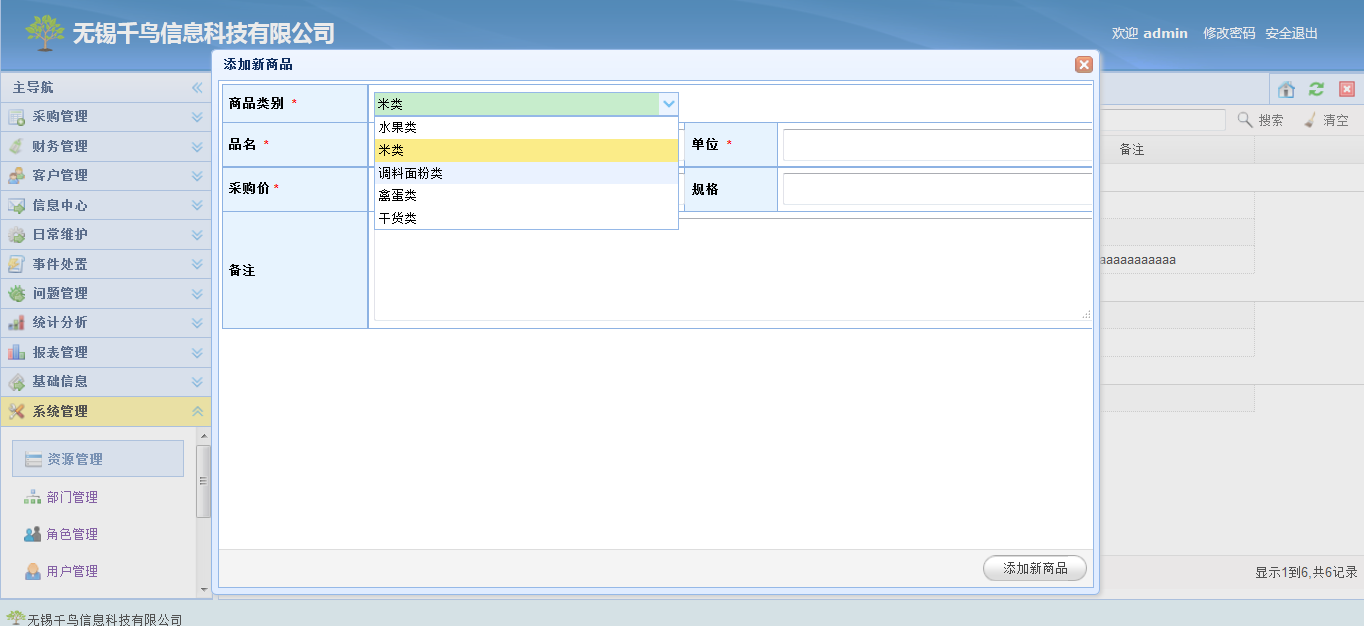 无锡千鸟信息科技有限公司
欢迎 admin 修改密码 安全退出
添加新商品
主导航
采购管理
财务管理
客户管理
信息中心
日常维护
事件处置
问题管理
统计分析
报表管理
基础信息
系统管理
资源管理
部门管理
角色管理
用户管理
商品类别 * 米类
水果类
米类
调料面粉类
禽蛋类
干货类
品名 * 单位 *
采购价 * 规格
备注
搜索 清空
备注
aaaaaaaaaaa
添加新商品
显示1到6,共6记录
无锡千鸟信息科技有限公司